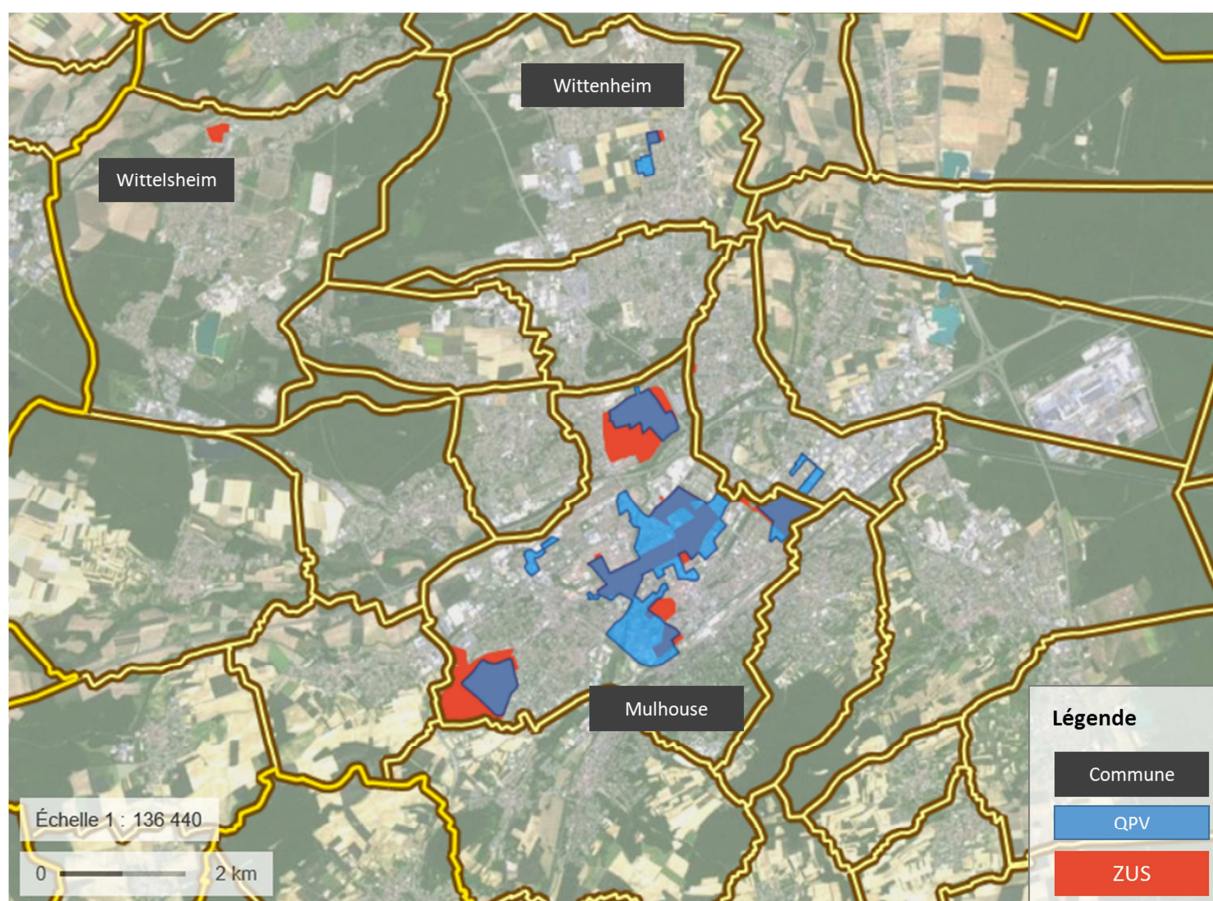 Wittenheim
Wittelsheim
Mulhouse
Légende
Commune
QPV
ZUS
Échelle 1 : 136 440
0 2 km